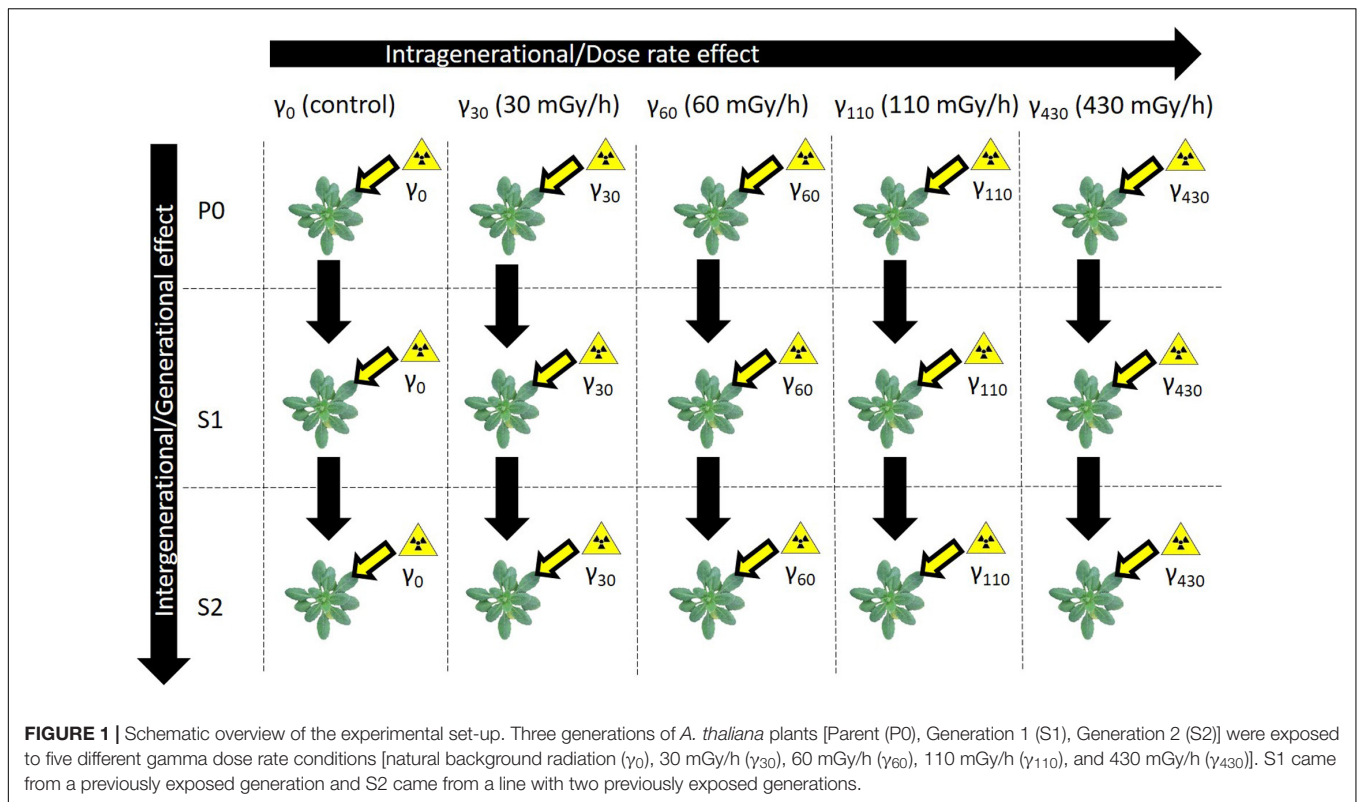 Intragenerational/Dose rate effect
γ₀ (control) γ₃₀ (30 mGy/h) γ₆₀ (60 mGy/h) γ₁₁₀ (110 mGy/h) γ₄₃₀ (430 mGy/h)
Intergenerational/Generational effect
P0
γ₀ γ₃₀ γ₆₀ γ₁₁₀ γ₄₃₀
S1
γ₀ γ₃₀ γ₆₀ γ₁₁₀ γ₄₃₀
S2
γ₀ γ₃₀ γ₆₀ γ₁₁₀ γ₄₃₀
FIGURE 1 | Schematic overview of the experimental set-up. Three generations of A. thaliana plants [Parent (P0), Generation 1 (S1), Generation 2 (S2)] were exposed
to five different gamma dose rate conditions [natural background radiation (γ₀), 30 mGy/h (γ₃₀), 60 mGy/h (γ₆₀), 110 mGy/h (γ₁₁₀), and 430 mGy/h (γ₄₃₀)]. S1 came
from a previously exposed generation and S2 came from a line with two previously exposed generations.